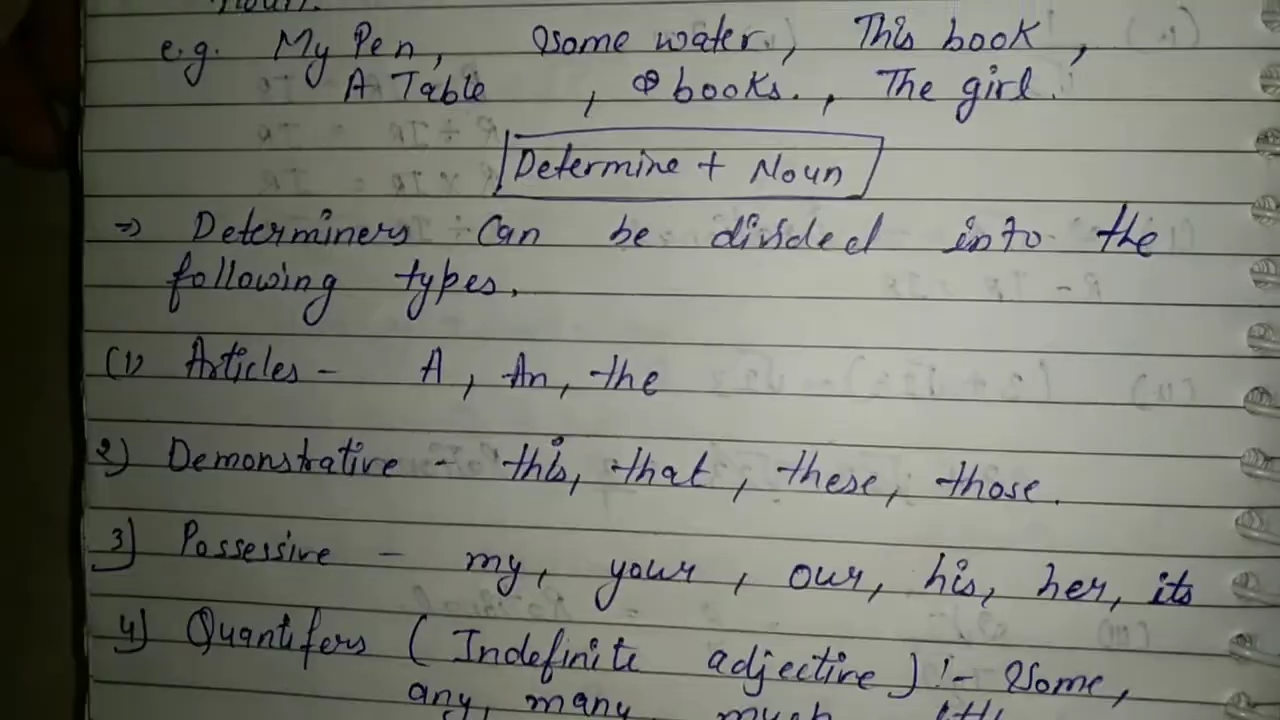 Noun.
e.g. My Pen, some water, This book,
A Table , books. , The girl.
Determine + Noun
⇒ Determiners Can be divided into the
following types.
(1) Articles - A, An, the
2) Demonstrative - this, that, these, those.
3) Possessive - my, your, our, his, her, its
4) Quantifers (Indefinite adjective) :- Some,
any, many much